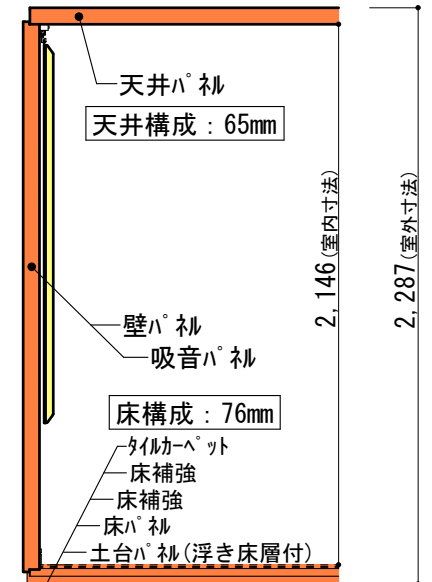 天井ﾊﾟﾈﾙ
天井構成：65mm
2,146(室内寸法)
2,287(室外寸法)
壁ﾊﾟﾈﾙ
吸音ﾊﾟﾈﾙ
床構成：76mm
ﾀｲﾙｶｰﾍﾟｯﾄ
床補強
床補強
床ﾊﾟﾈﾙ
土台ﾊﾟﾈﾙ(浮き床層付)